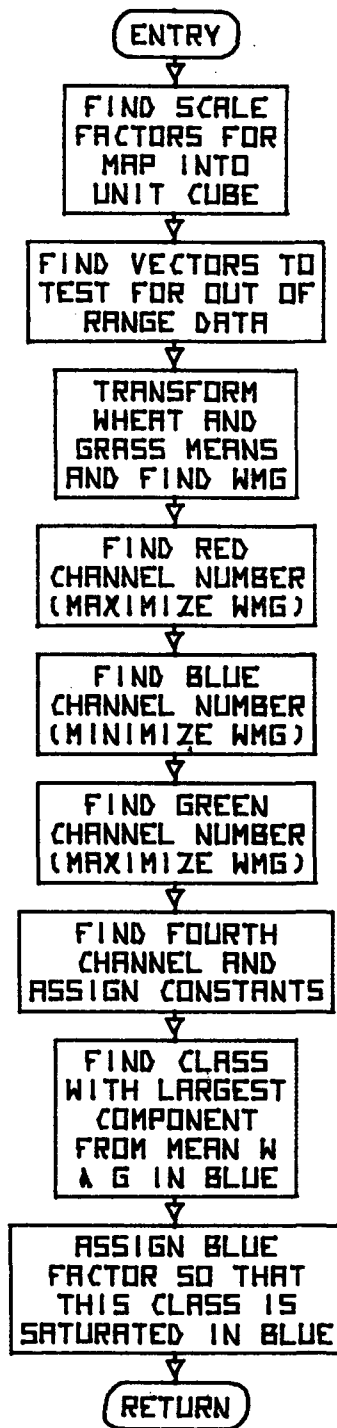 ENTRY
FIND SCALE
FACTORS FOR
MAP INTO
UNIT CUBE
FIND VECTORS TO
TEST FOR OUT OF
RANGE DATA
TRANSFORM
WHEAT AND
GRASS MEANS
AND FIND WMG
FIND RED
CHANNEL NUMBER
(MAXIMIZE WMG)
FIND BLUE
CHANNEL NUMBER
(MINIMIZE WMG)
FIND GREEN
CHANNEL NUMBER
(MAXIMIZE WMG)
FIND FOURTH
CHANNEL AND
ASSIGN CONSTANTS
FIND CLASS
WITH LARGEST
COMPONENT
FROM MEAN W
& G IN BLUE
ASSIGN BLUE
FACTOR SO THAT
THIS CLASS IS
SATURATED IN BLUE
RETURN